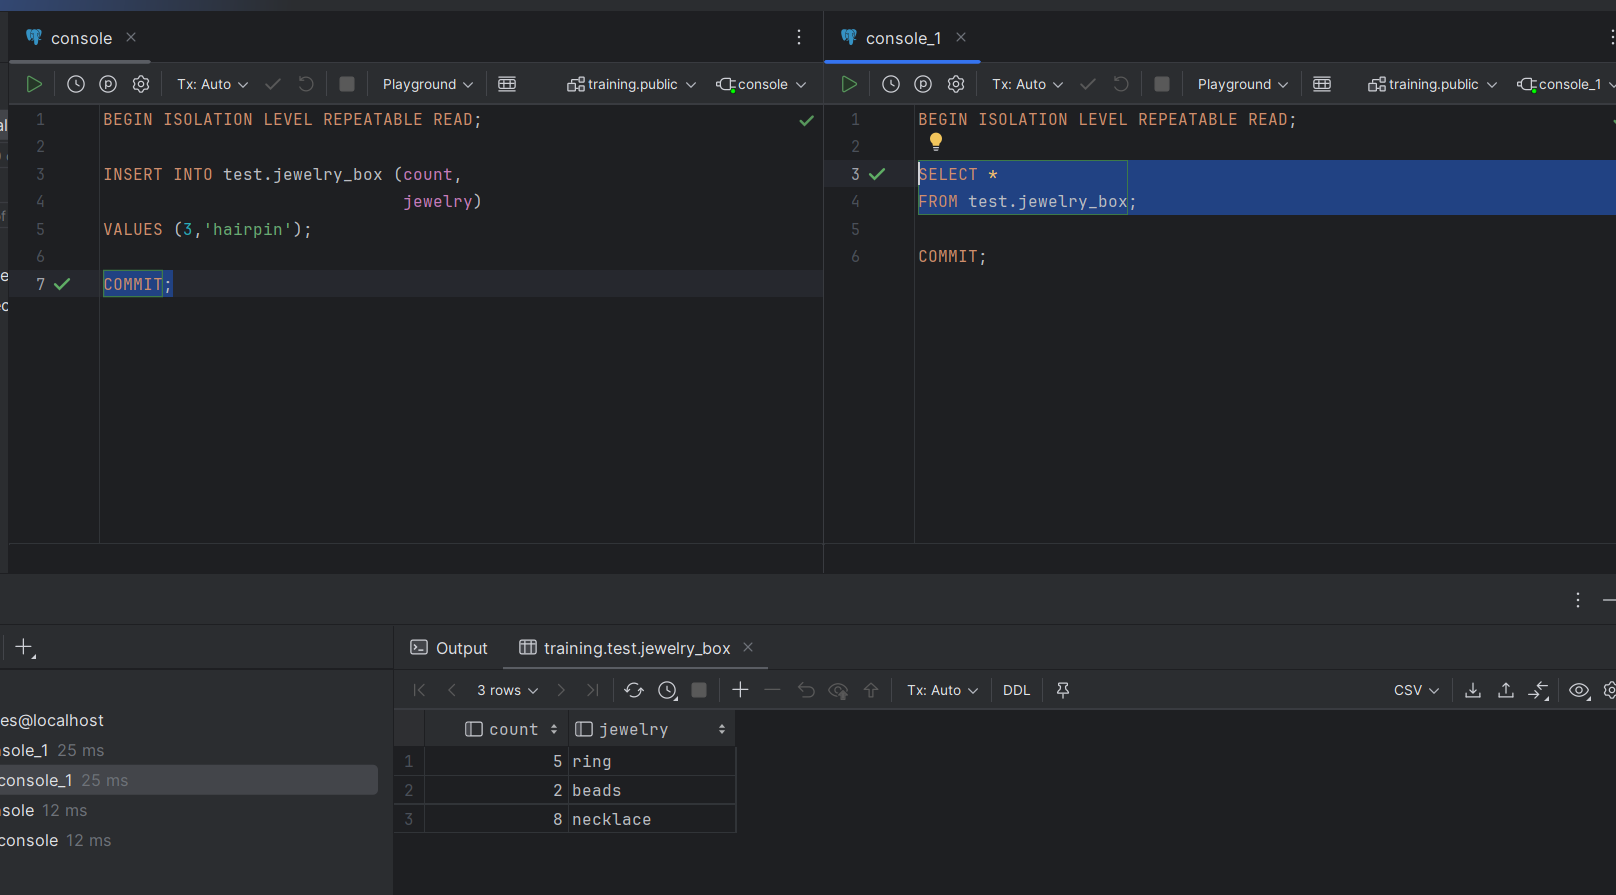 console
console_1
Tx: Auto
Playground
training.public
console
Tx: Auto
Playground
training.public
console_1
1 BEGIN ISOLATION LEVEL REPEATABLE READ;
2
3 INSERT INTO test.jewelry_box (count,
4 jewelry)
5 VALUES (3,'hairpin');
6
7 COMMIT;
1 BEGIN ISOLATION LEVEL REPEATABLE READ;
2
3 SELECT *
4 FROM test.jewelry_box;
5
6 COMMIT;
Output
training.test.jewelry_box
3 rows
Tx: Auto
DDL
CSV
es@localhost
nsole_1 25 ms
console_1 25 ms
nsole 12 ms
console 12 ms
count jewelry
1 5 ring
2 2 beads
3 8 necklace